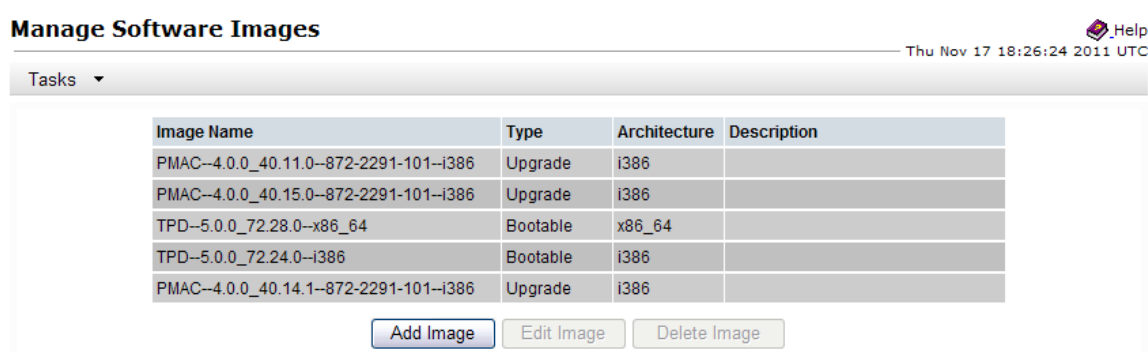 Manage Software Images
Help
Thu Nov 17 18:26:24 2011 UTC
Tasks
Image Name Type Architecture Description
PMAC--4.0.0_40.11.0--872-2291-101--i386 Upgrade i386
PMAC--4.0.0_40.15.0--872-2291-101--i386 Upgrade i386
TPD--5.0.0_72.28.0--x86_64 Bootable x86_64
TPD--5.0.0_72.24.0--i386 Bootable i386
PMAC--4.0.0_40.14.1--872-2291-101--i386 Upgrade i386
Add Image Edit Image Delete Image